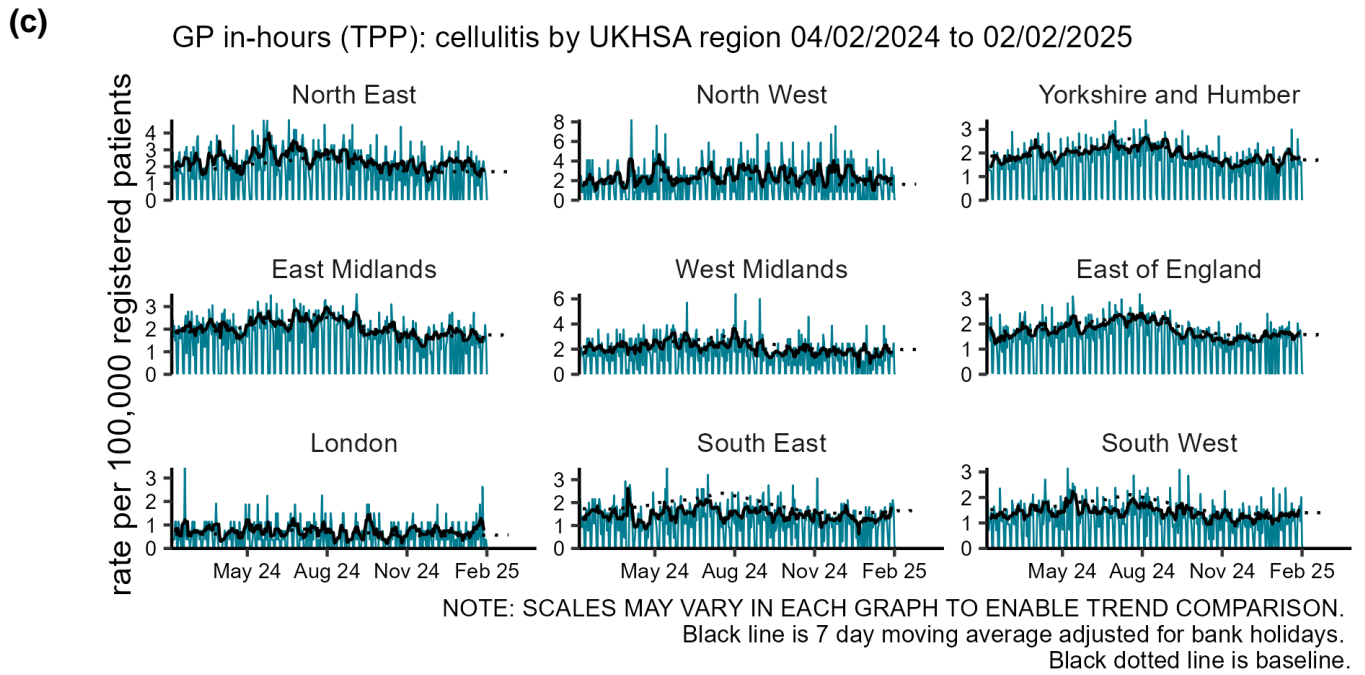 (c)
GP in-hours (TPP): cellulitis by UKHSA region 04/02/2024 to 02/02/2025
rate per 100,000 registered patients
North East
4
3
2
1
0
North West
8
6
4
2
0
Yorkshire and Humber
3
2
1
0
East Midlands
3
2
1
0
West Midlands
6
4
2
0
East of England
3
2
1
0
London
3
2
1
0
May 24 Aug 24 Nov 24 Feb 25
South East
3
2
1
0
May 24 Aug 24 Nov 24 Feb 25
South West
3
2
1
0
May 24 Aug 24 Nov 24 Feb 25
NOTE: SCALES MAY VARY IN EACH GRAPH TO ENABLE TREND COMPARISON.
Black line is 7 day moving average adjusted for bank holidays.
Black dotted line is baseline.